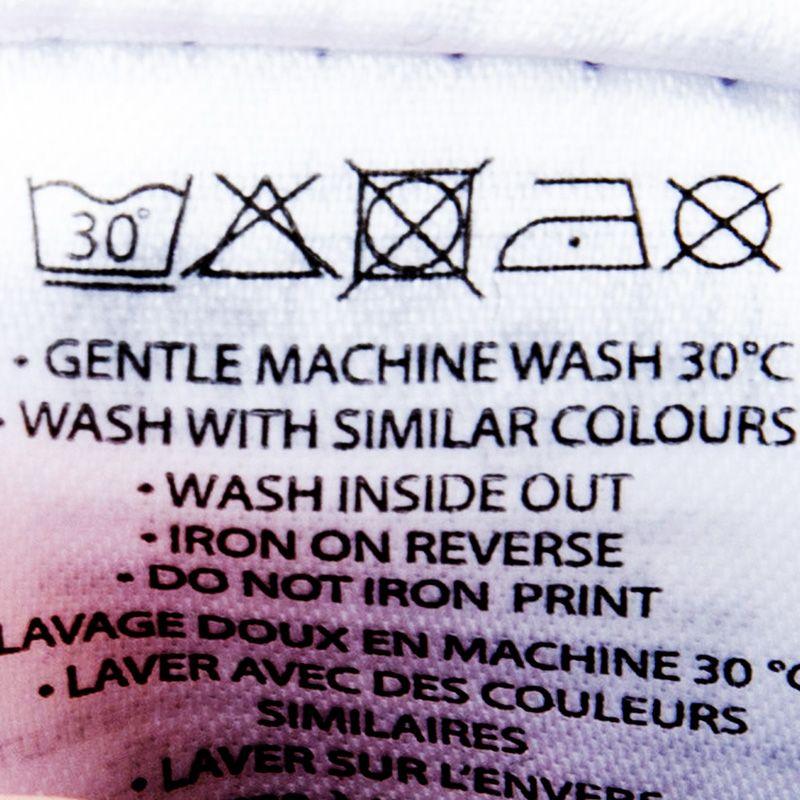 30°
• GENTLE MACHINE WASH 30°C
• WASH WITH SIMILAR COLOURS
• WASH INSIDE OUT
• IRON ON REVERSE
• DO NOT IRON PRINT
LAVAGE DOUX EN MACHINE 30 °C
• LAVER AVEC DES COULEURS
SIMILAIRES
• LAVER SUR L'ENVERS